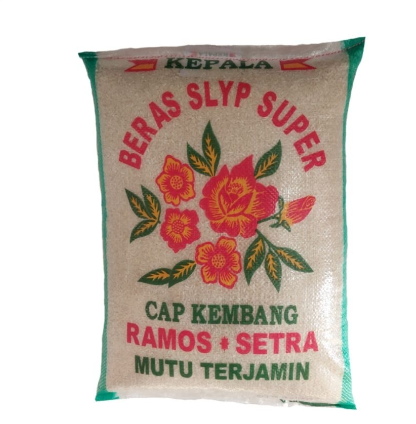 KEPALA
BERAS SLYP SUPER
CAP KEMBANG
RAMOS * SETRA
MUTU TERJAMIN